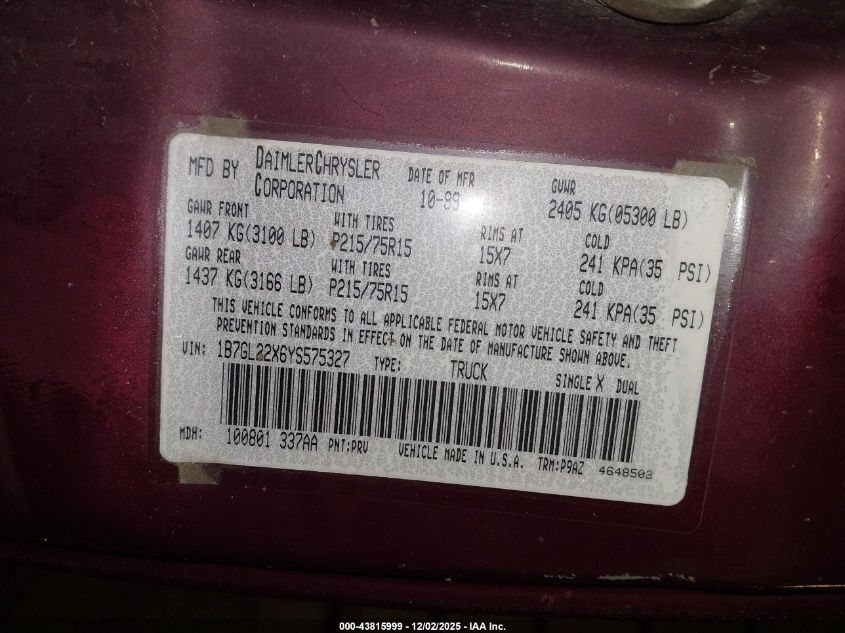 MFD BY DAIMLERCHRYSLER CORPORATION DATE OF MFR 10-99 GVWR 2405 KG(05300 LB)
GAWR FRONT WITH TIRES RIMS AT COLD
1407 KG(3100 LB) P215/75R15 15X7 241 KPA(35 PSI)
GAWR REAR WITH TIRES RIMS AT COLD
1437 KG(3166 LB) P215/75R15 15X7 241 KPA(35 PSI)
THIS VEHICLE CONFORMS TO ALL APPLICABLE FEDERAL MOTOR VEHICLE SAFETY AND THEFT
PREVENTION STANDARDS IN EFFECT ON THE DATE OF MANUFACTURE SHOWN ABOVE.
VIN: 1B7GL22X6YS575327 TYPE: TRUCK SINGLE X DUAL
MDH: 100801 337AA PNT:PRV VEHICLE MADE IN U.S.A. TRM:P9AZ 4648503
000-43815999 - 12/02/2025 - IAA Inc.